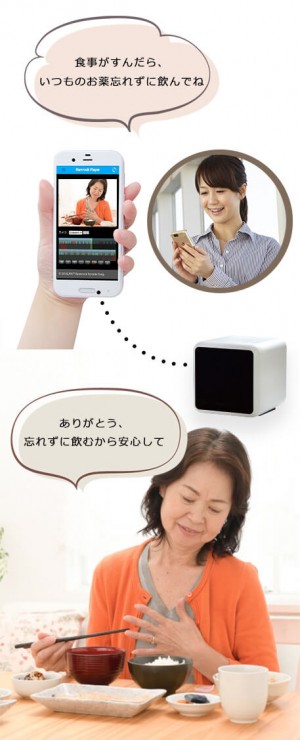 食事がすんだら、
いつものお薬忘れずに飲んでね
Remote Player
ありがとう、
忘れずに飲むから安心して